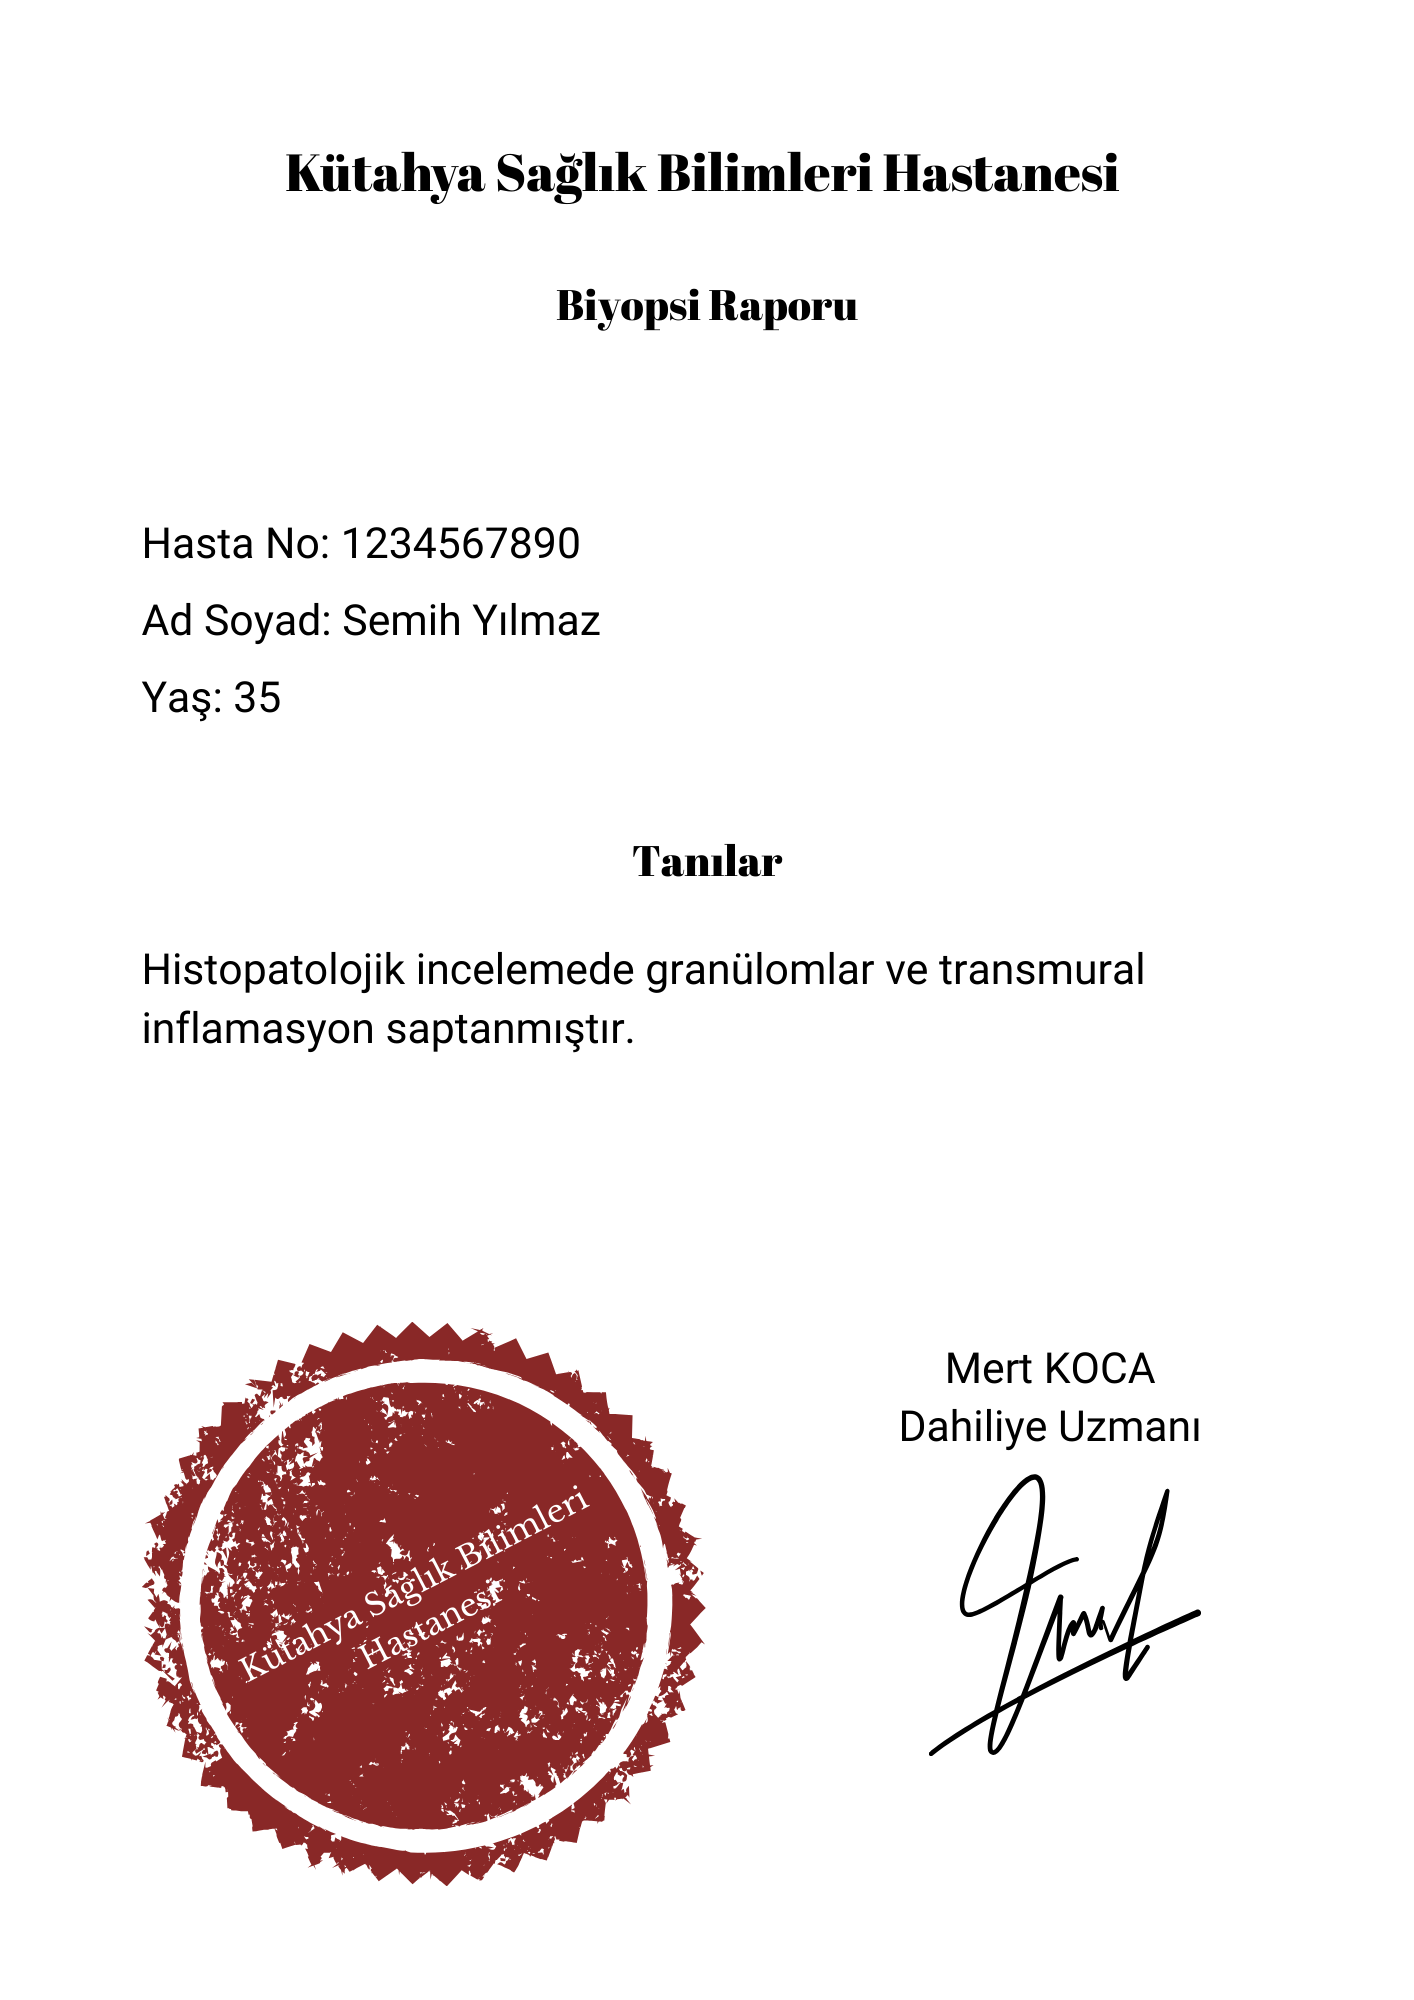 Kütahya Sağlık Bilimleri Hastanesi
Biyopsi Raporu
Hasta No: 1234567890
Ad Soyad: Semih Yılmaz
Yaş: 35
Tanılar
Histopatolojik incelemede granülomlar ve transmural
inflamasyon saptanmıştır.
Mert KOCA
Dahiliye Uzmanı
Kütahya Sağlık Bilimleri
Hastanesi